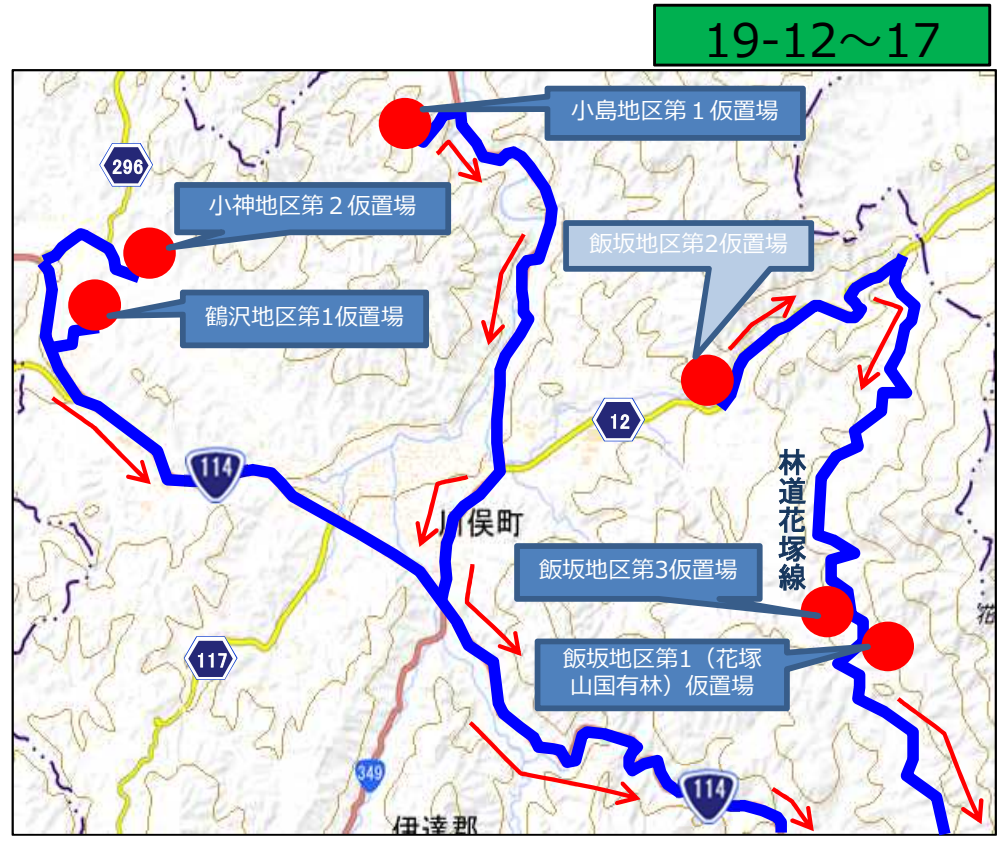 19-12～17
小島地区第１仮置場
296
小神地区第２仮置場
飯坂地区第2仮置場
鶴沢地区第1仮置場
12
114
林道花塚線
川俣町
飯坂地区第3仮置場
花
飯坂地区第1（花塚
山国有林）仮置場
117
349
114
伊達郡